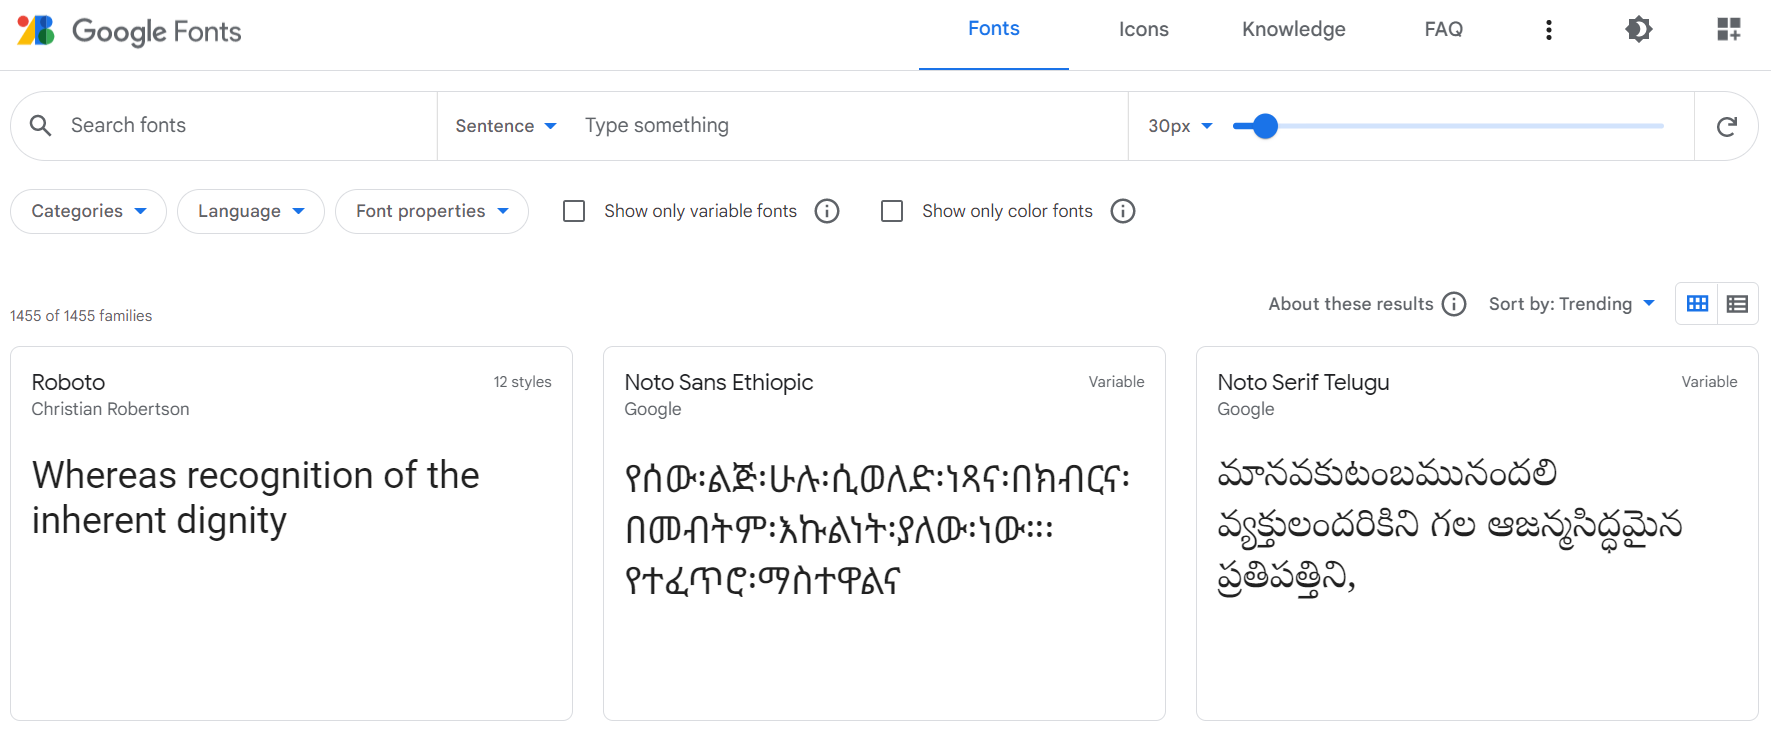 Google Fonts
Fonts
Icons
Knowledge
FAQ
Search fonts
Sentence
Type something
30px
Categories
Language
Font properties
Show only variable fonts
Show only color fonts
1455 of 1455 families
About these results
Sort by: Trending
Roboto
12 styles
Christian Robertson
Whereas recognition of the
inherent dignity
Noto Sans Ethiopic
Variable
Google
የሰው፡ልጅ፡ሁሉ፡ሲወለድ፡ነጻና፡በክብርና፡
በመብትም፡እኩልነት፡ያለው፡ነው።፡
የተፈጥሮ፡ማስተዋልና
Noto Serif Telugu
Variable
Google
మానవకుటంబమునందలి
వ్యక్తులందరికిని గల ఆజన్మసిద్ధమైన
ప్రతిపత్తిని,